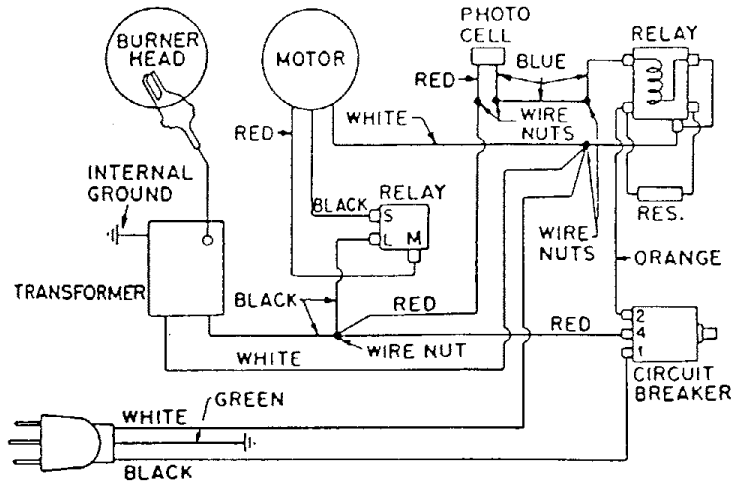 PHOTO
CELL
BURNER
HEAD
MOTOR
RELAY
BLUE
RED
RED
WHITE
WIRE
NUTS
INTERNAL
GROUND
RELAY
BLACK
S
L M
RES.
WIRE
NUTS
ORANGE
TRANSFORMER
BLACK
RED
2
RED
4
WIRE NUT
1
WHITE
CIRCUIT
BREAKER
GREEN
WHITE
BLACK